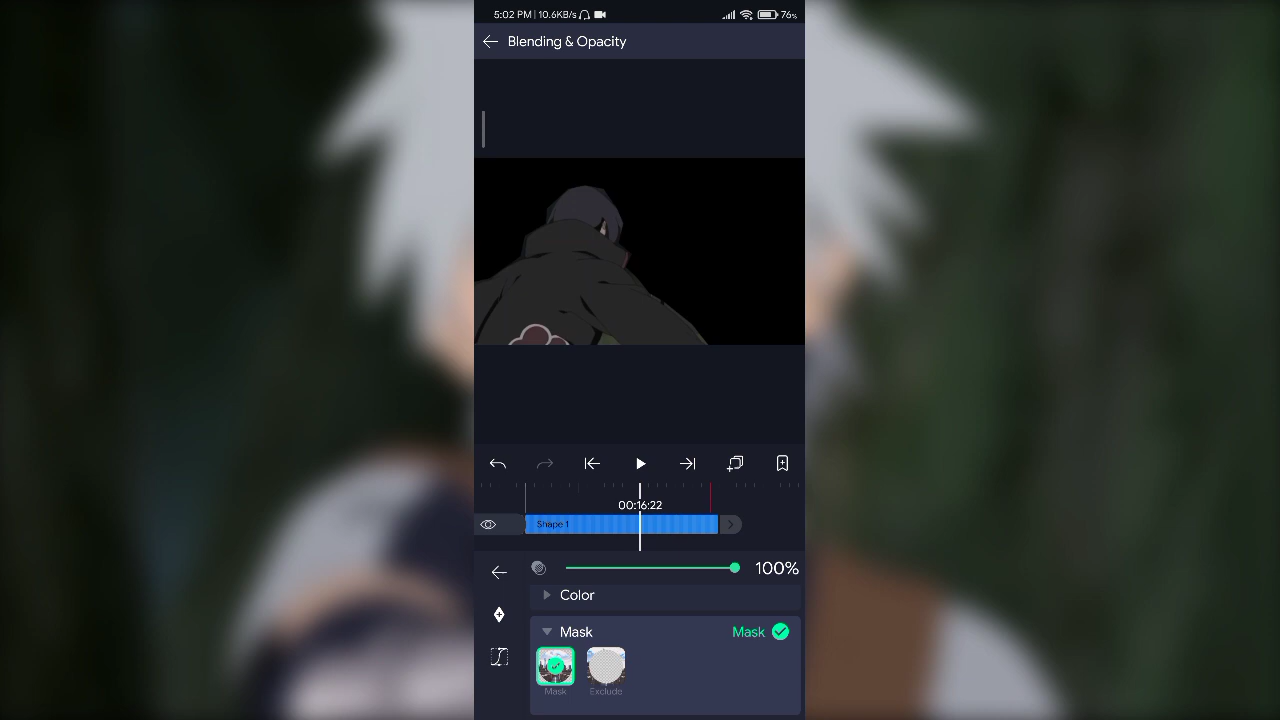 5:02 PM | 10.6KB/s 76%
Blending & Opacity
00:16:22
Shape 1
100%
Color
Mask Mask
Mask Exclude